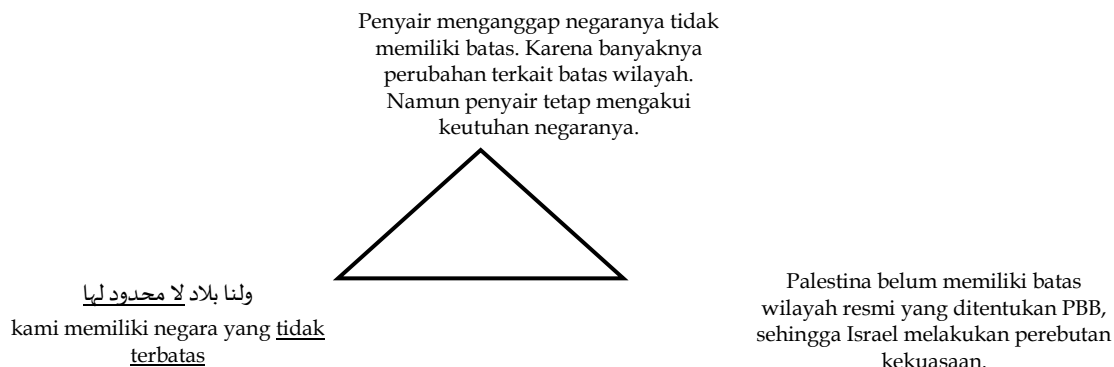 Penyair menganggap negaranya tidak
memiliki batas. Karena banyaknya
perubahan terkait batas wilayah.
Namun penyair tetap mengakui
keutuhan negaranya.
ولنا بلاد لا محدود لها
kami memiliki negara yang tidak
terbatas
Palestina belum memiliki batas
wilayah resmi yang ditentukan PBB,
sehingga Israel melakukan perebutan
kekuasaan.